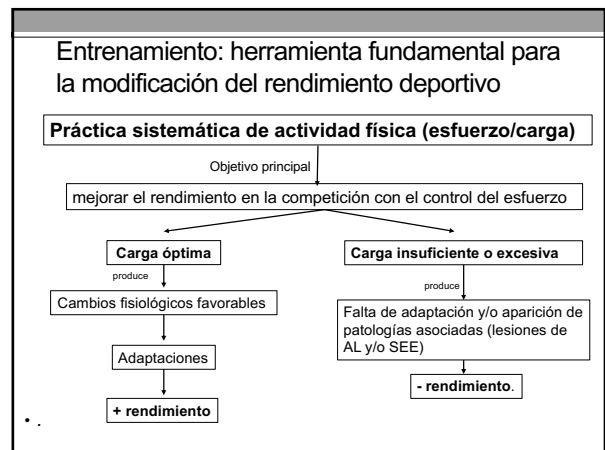 Entrenamiento: herramienta fundamental para
la modificación del rendimiento deportivo
Práctica sistemática de actividad física (esfuerzo/carga)
Objetivo principal
mejorar el rendimiento en la competición con el control del esfuerzo
Carga óptima
produce
Cambios fisiológicos favorables
Adaptaciones
+ rendimiento
Carga insuficiente o excesiva
produce
Falta de adaptación y/o aparición de
patologías asociadas (lesiones de
AL y/o SEE)
- rendimiento.
• .